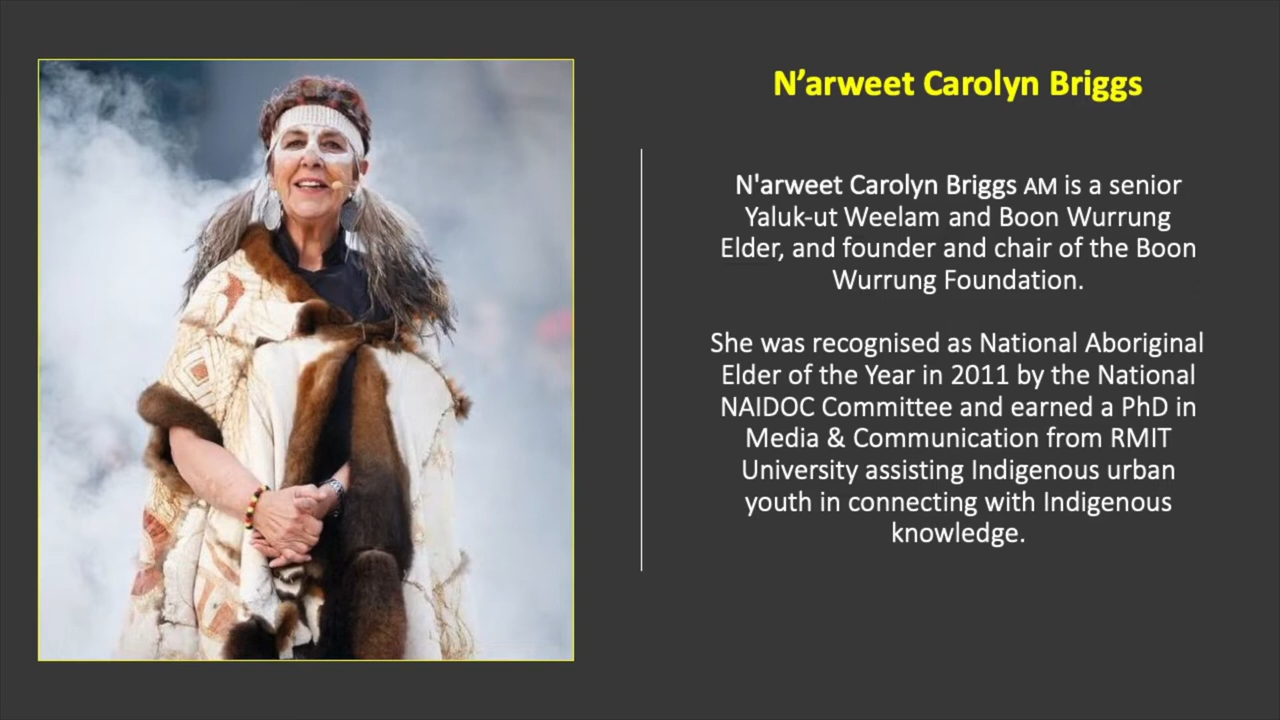 N’arweet Carolyn Briggs
N'arweet Carolyn Briggs AM is a senior
Yaluk-ut Weelam and Boon Wurrung
Elder, and founder and chair of the Boon
Wurrung Foundation.
She was recognised as National Aboriginal
Elder of the Year in 2011 by the National
NAIDOC Committee and earned a PhD in
Media & Communication from RMIT
University assisting Indigenous urban
youth in connecting with Indigenous
knowledge.